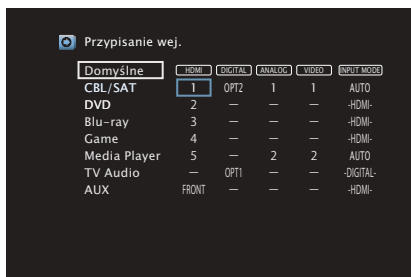 Przypisanie wej.
Domyślne HDMI DIGITAL ANALOG VIDEO INPUT MODE
CBL/SAT 1 OPT2 1 1 AUTO
DVD 2 – – – -HDMI-
Blu-ray 3 – – – -HDMI-
Game 4 – – – -HDMI-
Media Player 5 – 2 2 AUTO
TV Audio – OPT1 – – -DIGITAL-
AUX FRONT – – – -HDMI-